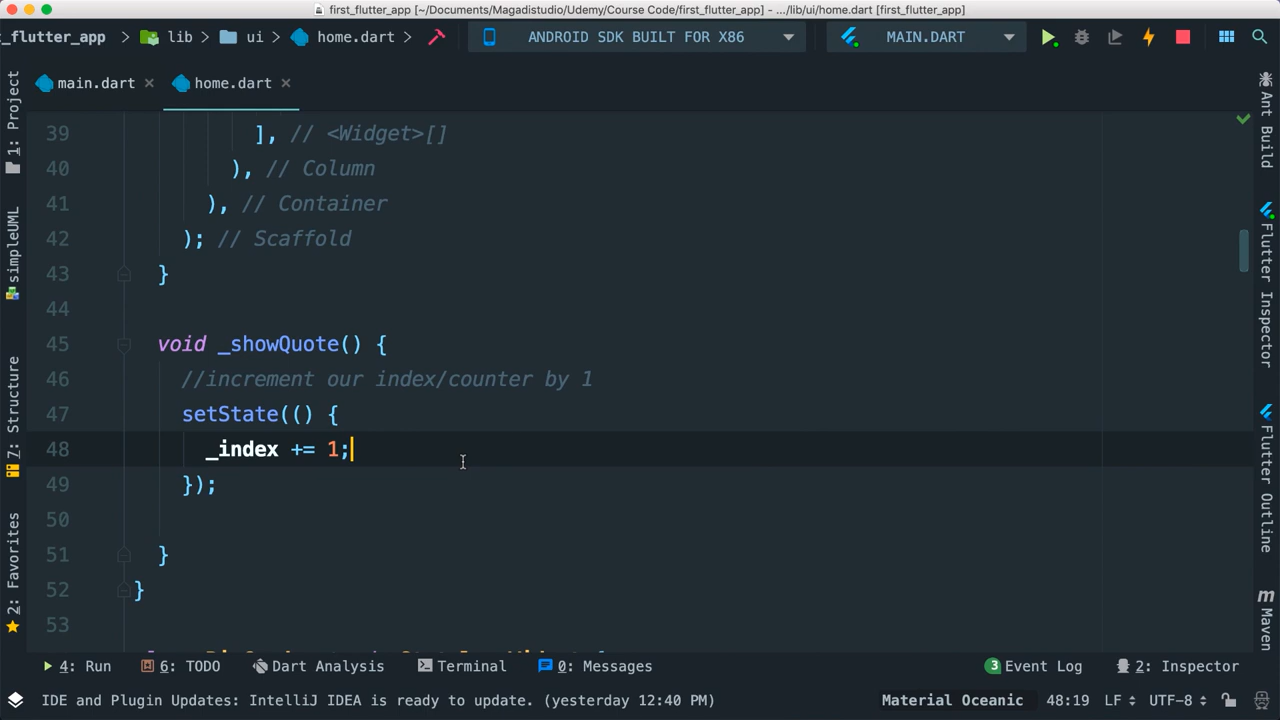 first_flutter_app [~/Documents/Magadistudio/Udemy/Course Code/first_flutter_app] - .../lib/ui/home.dart [first_flutter_app]
t_flutter_app lib ui home.dart ANDROID SDK BUILT FOR X86 MAIN.DART
main.dart home.dart
39 ], // <Widget>[]
40 ), // Column
41 ), // Container
42 ); // Scaffold
43 }
44
45 void _showQuote() {
46 //increment our index/counter by 1
47 setState(() {
48 _index += 1;
49 });
50
51 }
52 }
53
1: Project
simpleUML
7: Structure
2: Favorites
Ant Build
Flutter Inspector
Flutter Outline
m Maven
4: Run 6: TODO Dart Analysis Terminal 0: Messages 3 Event Log 2: Inspector
IDE and Plugin Updates: IntelliJ IDEA is ready to update. (yesterday 12:40 PM) Material Oceanic 48:19 LF UTF-8